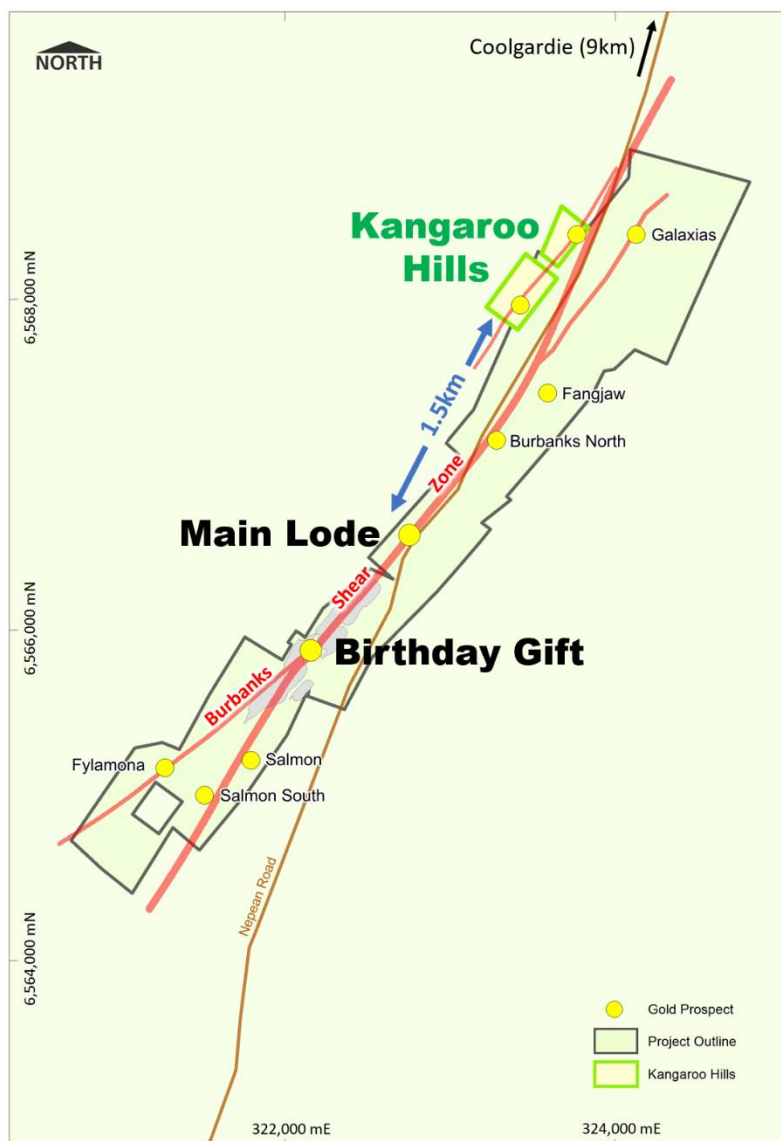 Coolgardie (9km)
NORTH
Kangaroo
Hills
Galaxias
6,568,000 mN
1.5km
Fangjaw
Burbanks North
Zone
Main Lode
Shear
6,566,000 mN
Birthday Gift
Burbanks
Fylamona
Salmon
Salmon South
Nepean Road
6,564,000 mN
Gold Prospect
Project Outline
Kangaroo Hills
322,000 mE
324,000 mE